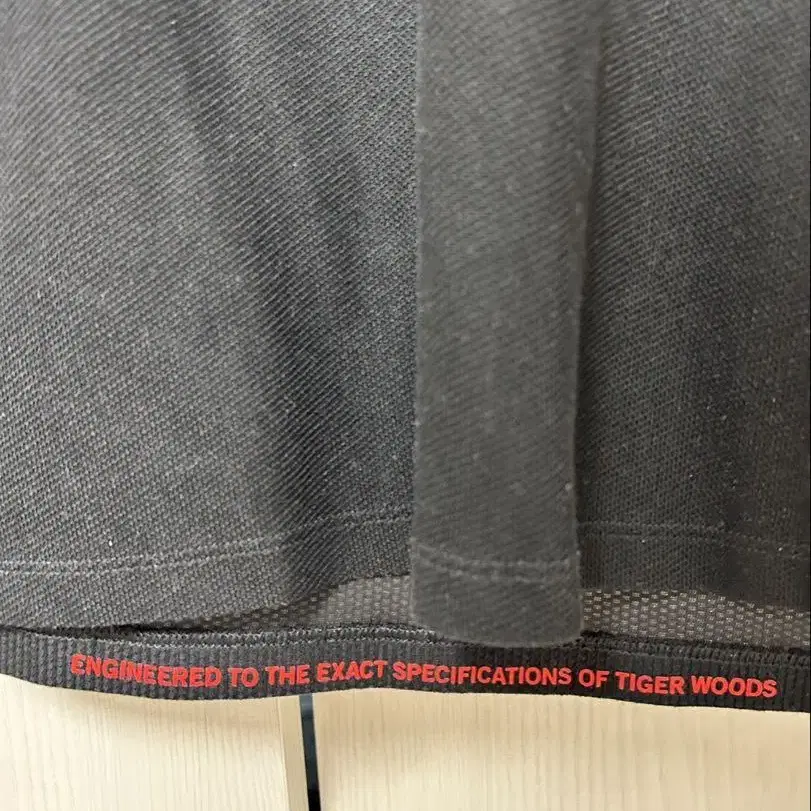 ENGINEERED TO THE EXACT SPECIFICATIONS OF TIGER WOODS